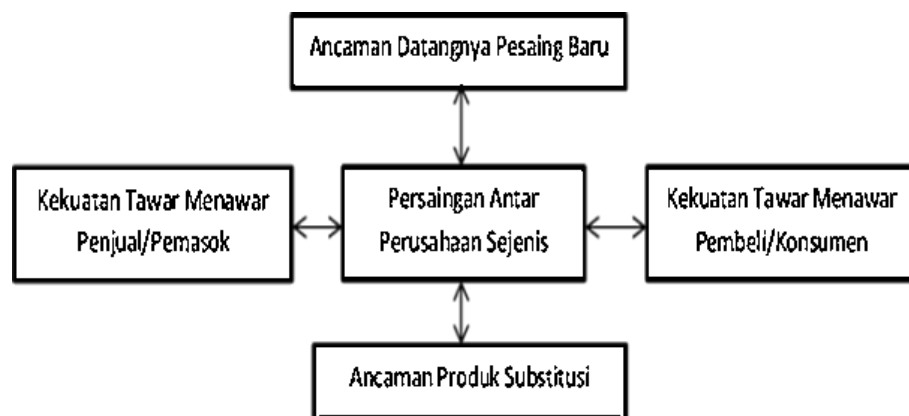 Ancaman Datangnya Pesaing Baru
Kekuatan Tawar Menawar
Penjual/Pemasok
Persaingan Antar
Perusahaan Sejenis
Kekuatan Tawar Menawar
Pembeli/Konsumen
Ancaman Produk Substitusi